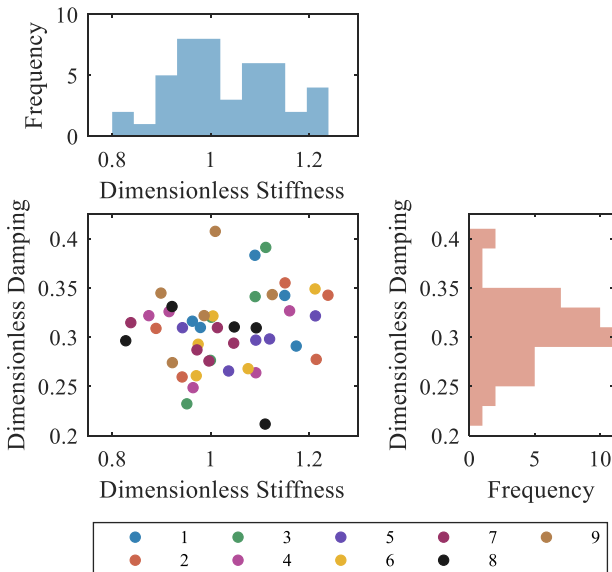 10
5
0
Frequency
0.8 1 1.2
Dimensionless Stiffness
0.4
0.35
0.3
0.25
0.2
Dimensionless Damping
0.8 1 1.2
Dimensionless Stiffness
0.4
0.35
0.3
0.25
0.2
Dimensionless Damping
0 5 10
Frequency
1 3 5 7 9
2 4 6 8